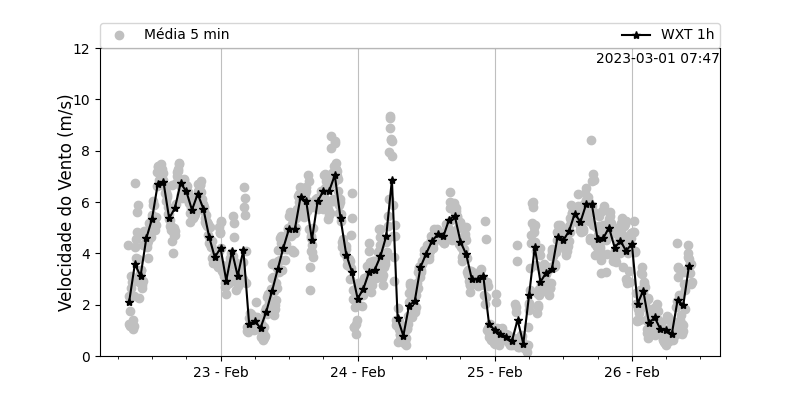 Média 5 min
WXT 1h
2023-03-01 07:47
Velocidade do Vento (m/s)
12
10
8
6
4
2
0
23 - Feb
24 - Feb
25 - Feb
26 - Feb